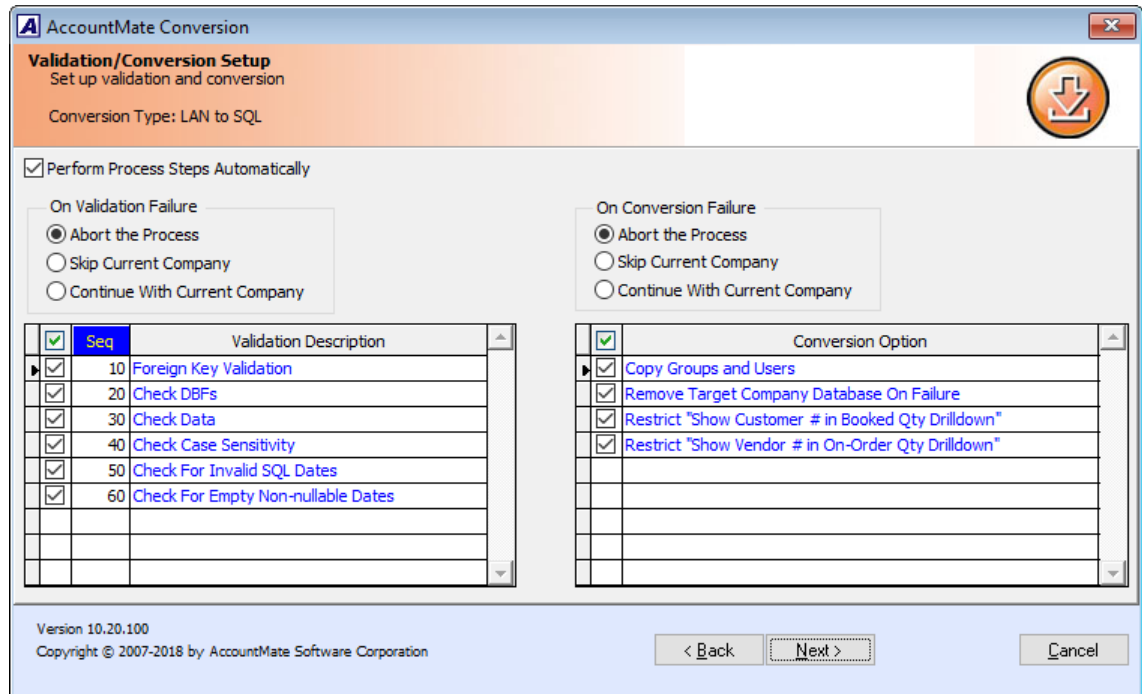 AccountMate Conversion
Validation/Conversion Setup
Set up validation and conversion
Conversion Type: LAN to SQL
Perform Process Steps Automatically
On Validation Failure
Abort the Process
Skip Current Company
Continue With Current Company
On Conversion Failure
Abort the Process
Skip Current Company
Continue With Current Company
Seq Validation Description
10 Foreign Key Validation
20 Check DBFs
30 Check Data
40 Check Case Sensitivity
50 Check For Invalid SQL Dates
60 Check For Empty Non-nullable Dates
Conversion Option
Copy Groups and Users
Remove Target Company Database On Failure
Restrict "Show Customer # in Booked Qty Drilldown"
Restrict "Show Vendor # in On-Order Qty Drilldown"
Version 10.20.100
Copyright © 2007-2018 by AccountMate Software Corporation
< Back Next > Cancel